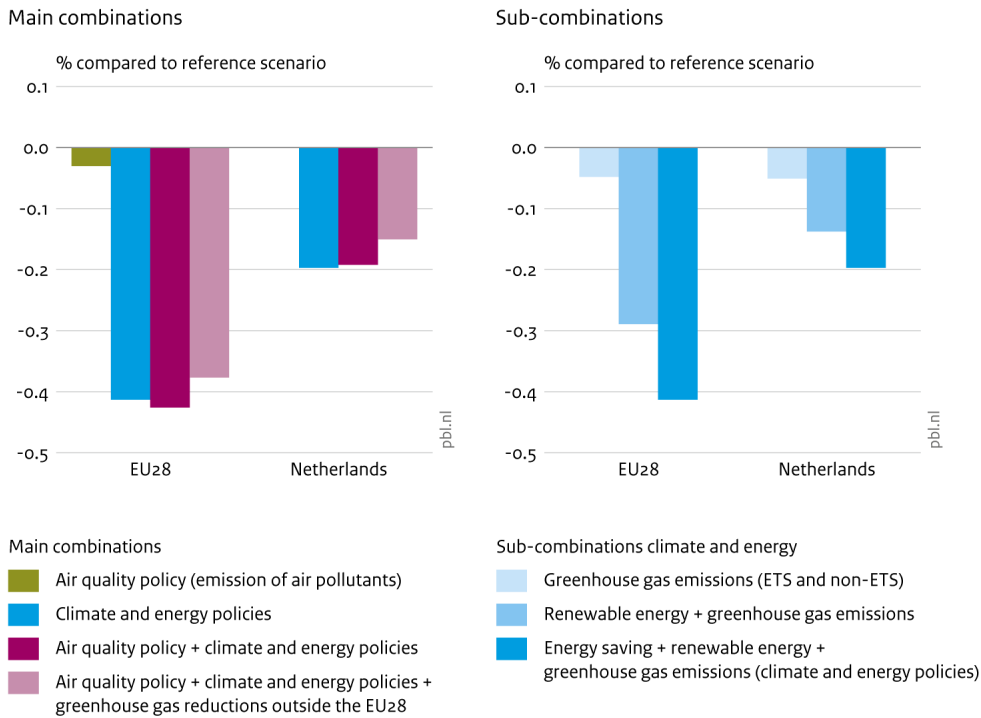 Main combinations
% compared to reference scenario
0.1
0.0
-0.1
-0.2
-0.3
-0.4
-0.5
EU28
Netherlands
pbl.nl
Sub-combinations
% compared to reference scenario
0.1
0.0
-0.1
-0.2
-0.3
-0.4
-0.5
EU28
Netherlands
pbl.nl
Main combinations
Air quality policy (emission of air pollutants)
Climate and energy policies
Air quality policy + climate and energy policies
Air quality policy + climate and energy policies +
greenhouse gas reductions outside the EU28
Sub-combinations climate and energy
Greenhouse gas emissions (ETS and non-ETS)
Renewable energy + greenhouse gas emissions
Energy saving + renewable energy +
greenhouse gas emissions (climate and energy policies)